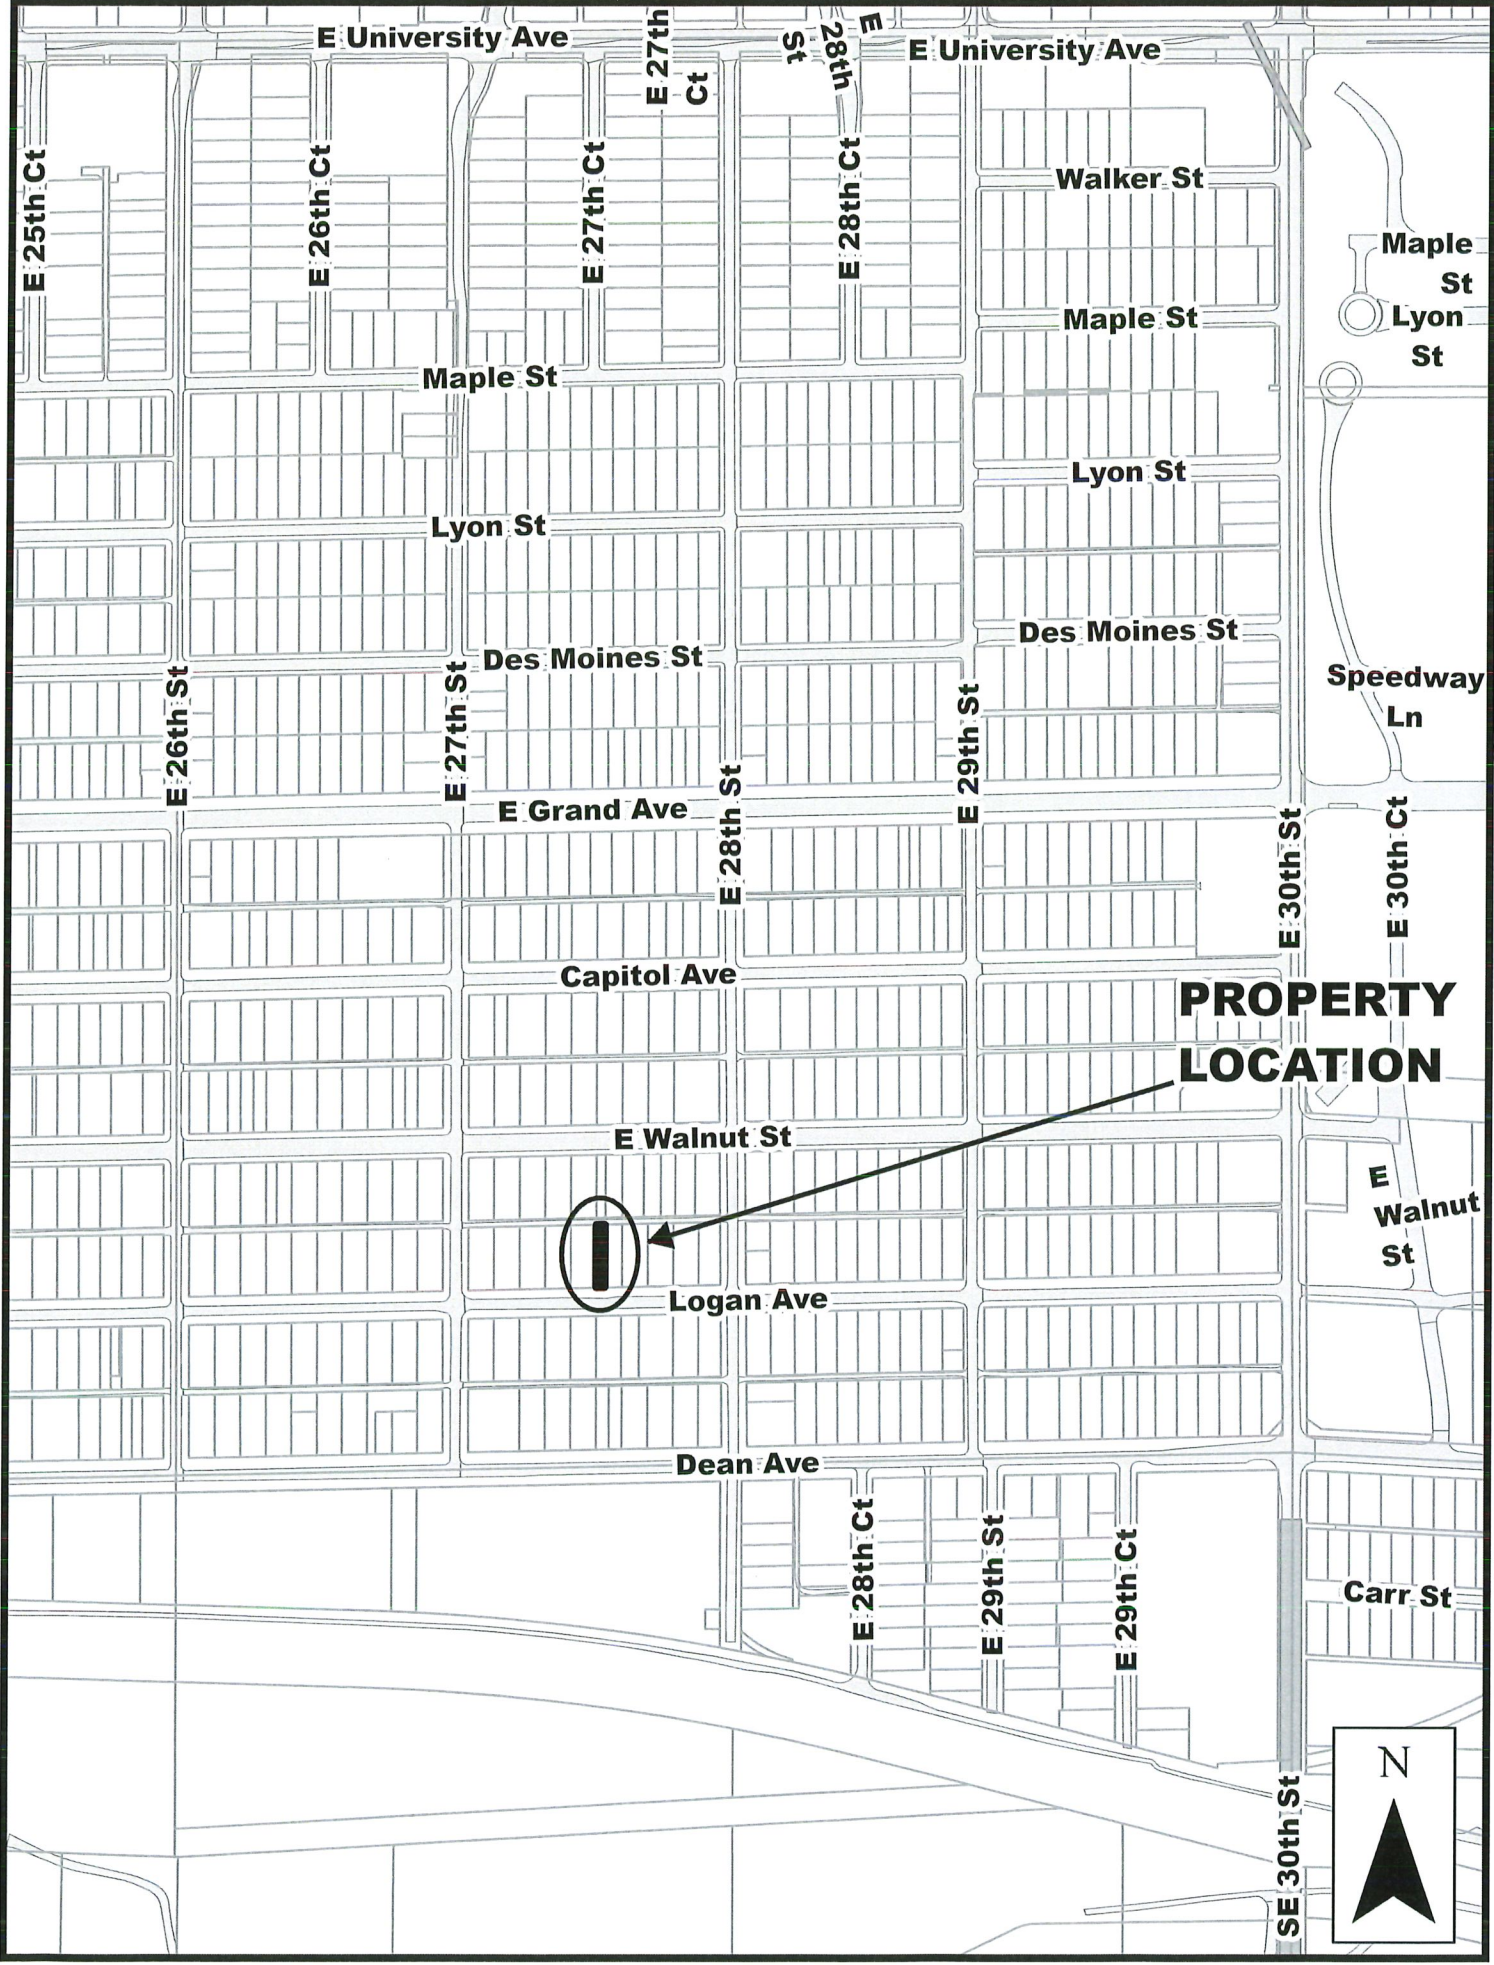 E University Ave
E 27th
Ct
E
28th
St
E University Ave
E 25th Ct
E 26th Ct
E 27th Ct
E 28th Ct
Walker St
Maple
St
Maple St
Lyon
St
Maple St
Lyon St
Lyon St
Des Moines St
Des Moines St
Speedway
Ln
E 26th St
E 27th St
E 28th St
E 29th St
E Grand Ave
E 30th St
E 30th Ct
Capitol Ave
PROPERTY
LOCATION
E Walnut St
E
Walnut
St
Logan Ave
Dean Ave
E 28th Ct
E 29th St
E 29th Ct
Carr St
SE 30th St
N